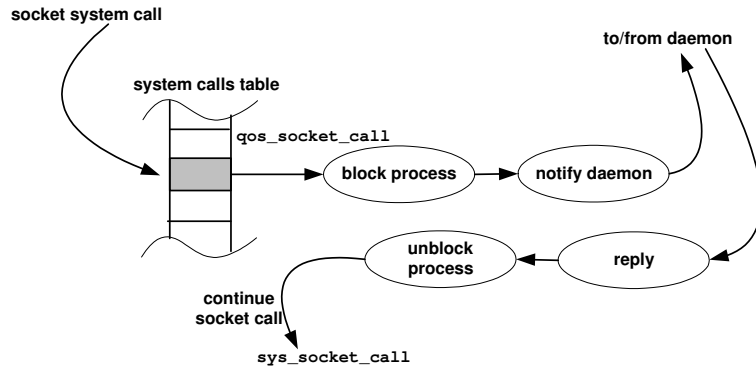 socket system call
to/from daemon
system calls table
qos_socket_call
block process
notify daemon
unblock
process
reply
continue
socket call
sys_socket_call